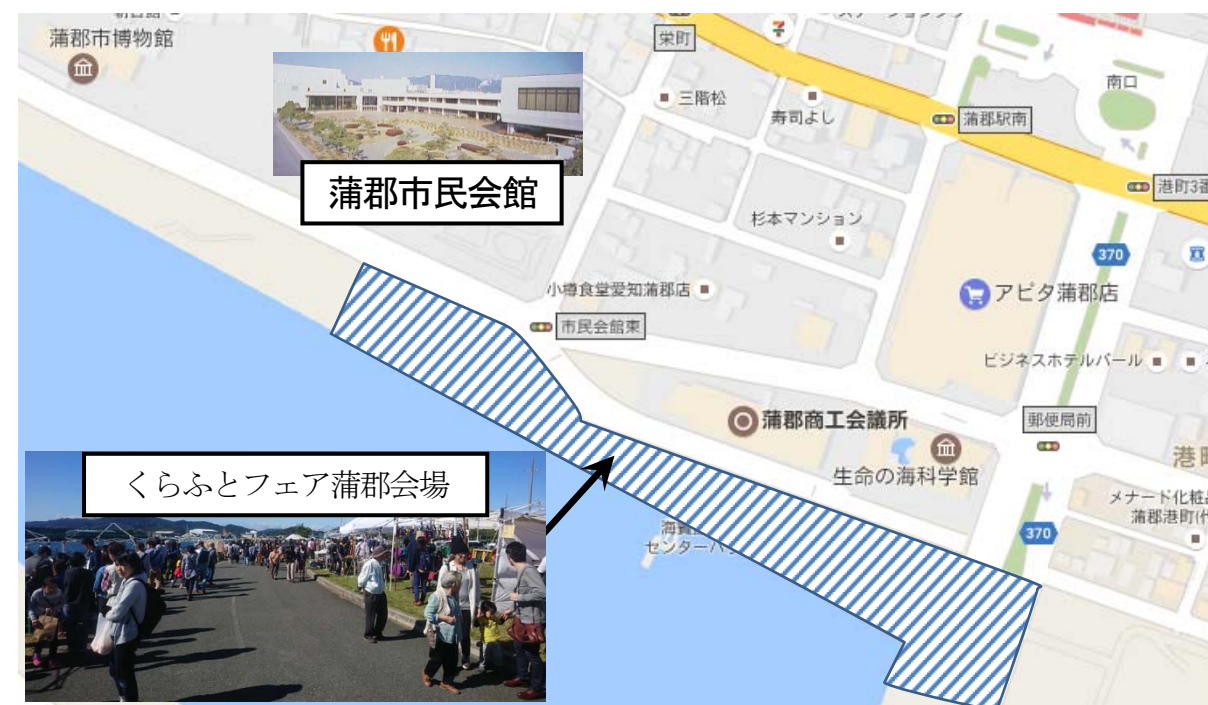 蒲郡市博物館
栄町
三階松
寿司よし
蒲郡駅南
南口
港町3番
蒲郡市民会館
杉本マンション
370
小樽食堂愛知蒲郡店
アピタ蒲郡店
市民会館東
ビジネスホテルパール
蒲郡商工会議所
郵便局前
生命の海科学館
港町
くらふとフェア蒲郡会場
メナード化粧品
蒲郡港町(代
370
センターハ